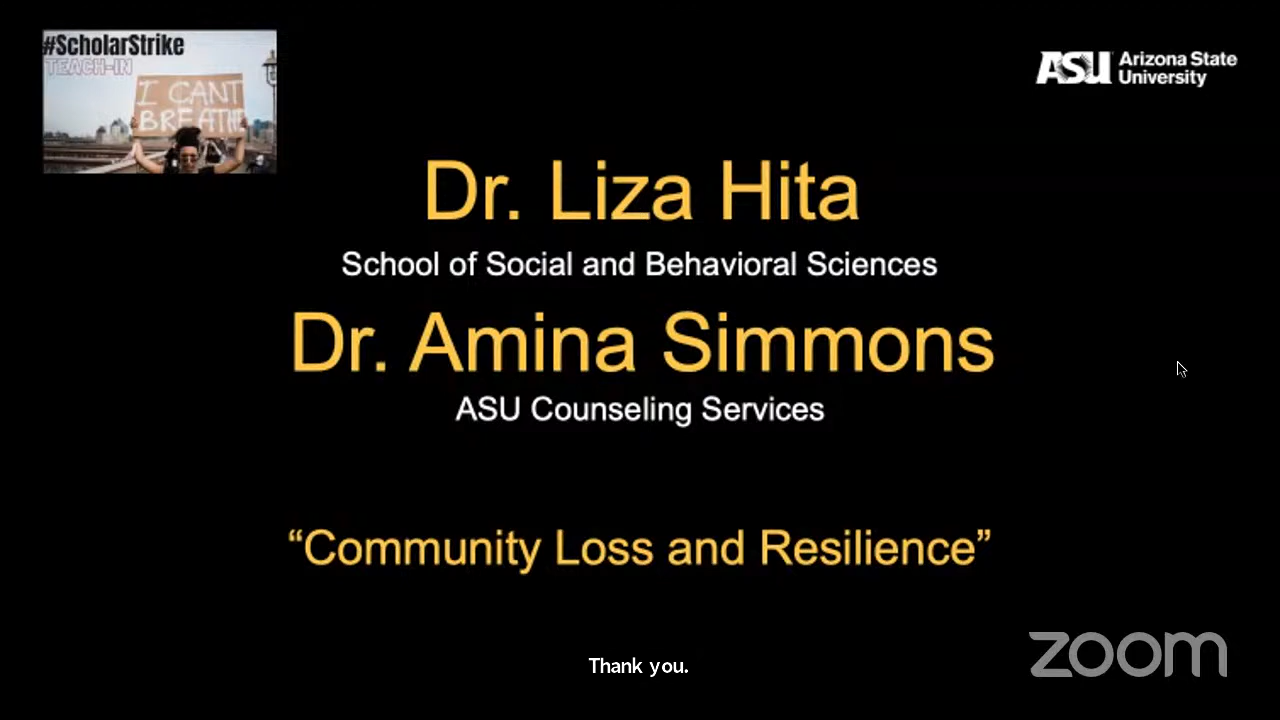 #ScholarStrike
TEACH-IN
I CANT
BREATHE
ASU Arizona State
University
Dr. Liza Hita
School of Social and Behavioral Sciences
Dr. Amina Simmons
ASU Counseling Services
“Community Loss and Resilience”
Thank you.
zoom